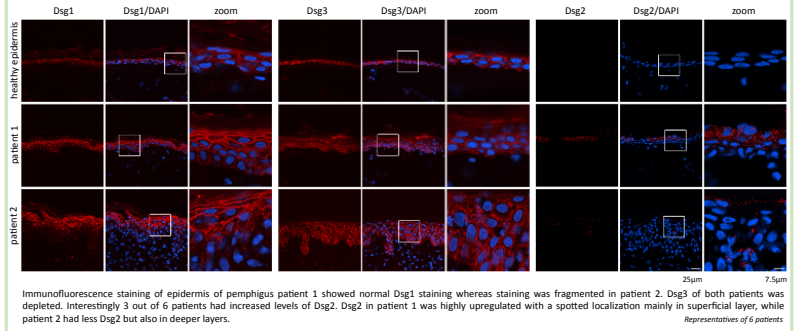 Dsg1 Dsg1/DAPI zoom Dsg3 Dsg3/DAPI zoom Dsg2 Dsg2/DAPI zoom
healthy epidermis
patient 1
patient 2
25µm 7.5µm
Immunofluorescence staining of epidermis of pemphigus patient 1 showed normal Dsg1 staining whereas staining was fragmented in patient 2. Dsg3 of both patients was
depleted. Interestingly 3 out of 6 patients had increased levels of Dsg2. Dsg2 in patient 1 was highly upregulated with a spotted localization mainly in superficial layer, while
patient 2 had less Dsg2 but also in deeper layers.
Representatives of 6 patients